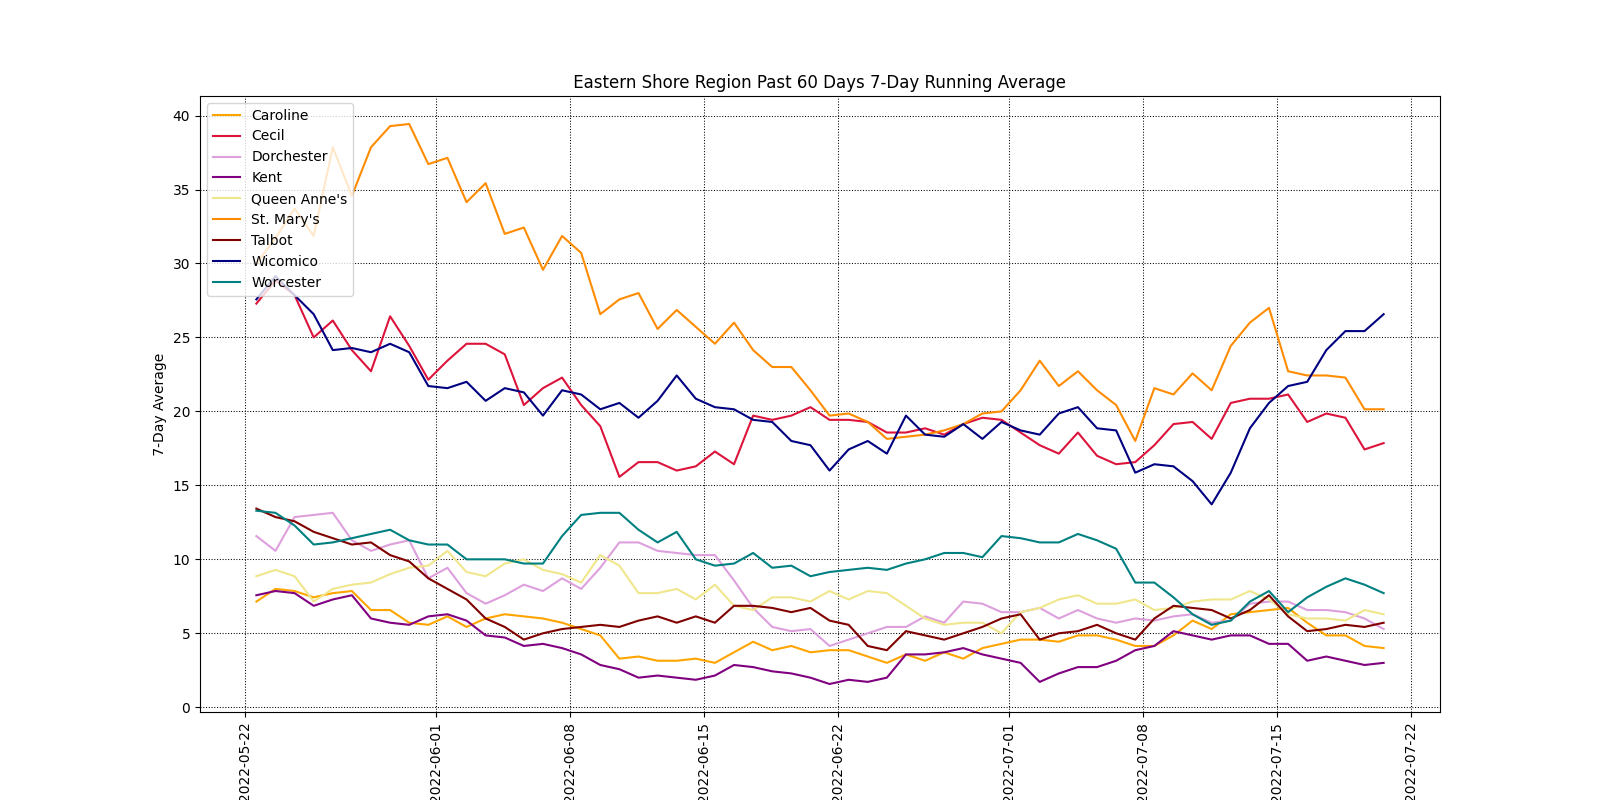 Eastern Shore Region Past 60 Days 7-Day Running Average
7-Day Average
40
35
30
25
20
15
10
5
0
Caroline
Cecil
Dorchester
Kent
Queen Anne's
St. Mary's
Talbot
Wicomico
Worcester
2022-05-22
2022-06-01
2022-06-08
2022-06-15
2022-06-22
2022-07-01
2022-07-08
2022-07-15
2022-07-22